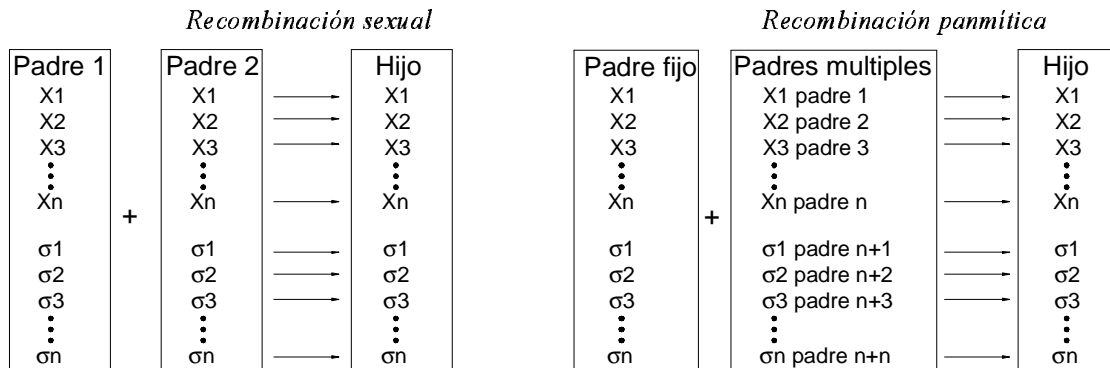 Recombinación sexual
Padre 1 Padre 2 Hijo
X1 X2 X3 Xn
σ1 σ2 σ3 σn
+
X1 X2 X3 Xn
σ1 σ2 σ3 σn
X1 X2 X3 Xn
σ1 σ2 σ3 σn
Recombinación panmítica
Padre fijo Padres multiples Hijo
X1 X2 X3 Xn
σ1 σ2 σ3 σn
+
X1 padre 1
X2 padre 2
X3 padre 3
Xn padre n
σ1 padre n+1
σ2 padre n+2
σ3 padre n+3
σn padre n+n
X1 X2 X3 Xn
σ1 σ2 σ3 σn